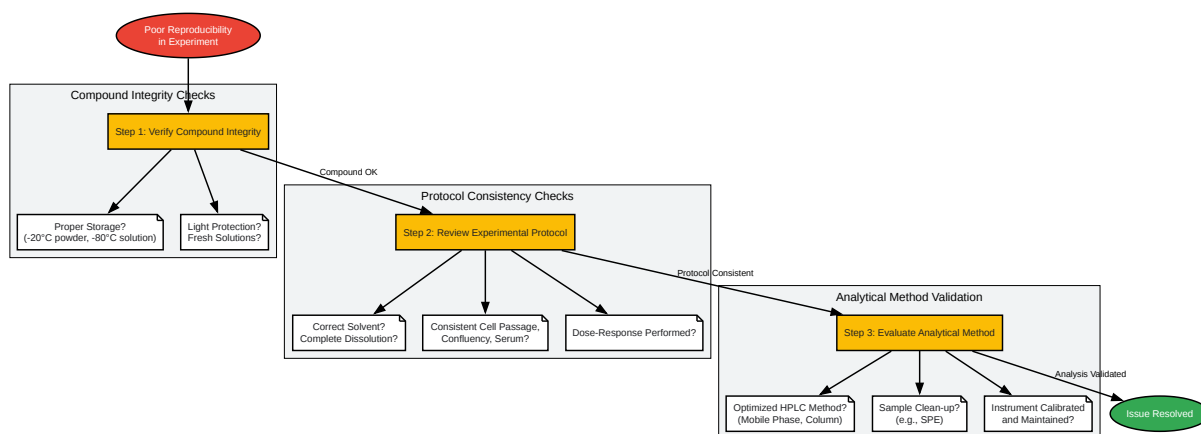 Poor Reproducibility
in Experiment
Compound Integrity Checks
Step 1: Verify Compound Integrity
Compound OK
Proper Storage?
(-20°C powder, -80°C solution)
Light Protection?
Fresh Solutions?
Protocol Consistency Checks
Step 2: Review Experimental Protocol
Protocol Consistent
Correct Solvent?
Complete Dissolution?
Consistent Cell Passage,
Confluency, Serum?
Dose-Response Performed?
Analytical Method Validation
Step 3: Evaluate Analytical Method
Analysis Validated
Optimized HPLC Method?
(Mobile Phase, Column)
Sample Clean-up?
(e.g., SPE)
Instrument Calibrated
and Maintained?
Issue Resolved